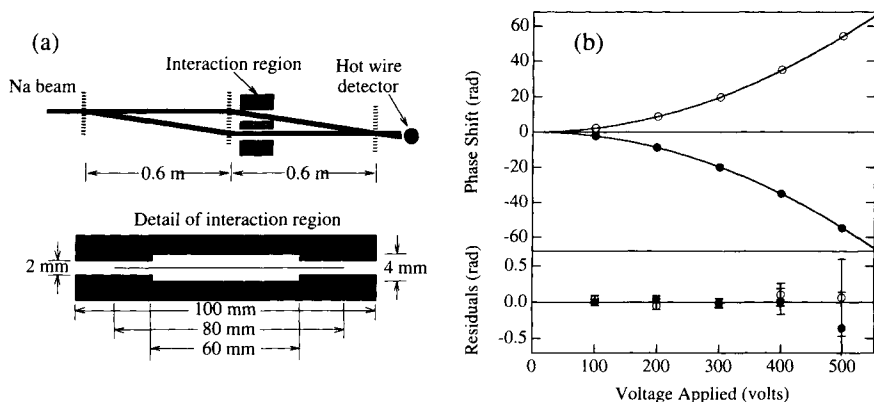 (a)
Interaction region
Na beam
Hot wire detector
0.6 m
0.6 m
Detail of interaction region
2 mm
4 mm
100 mm
80 mm
60 mm
(b)
Phase Shift (rad)
60
40
20
0
-20
-40
-60
Residuals (rad)
0.5
0.0
-0.5
100 200 300 400 500
Voltage Applied (volts)